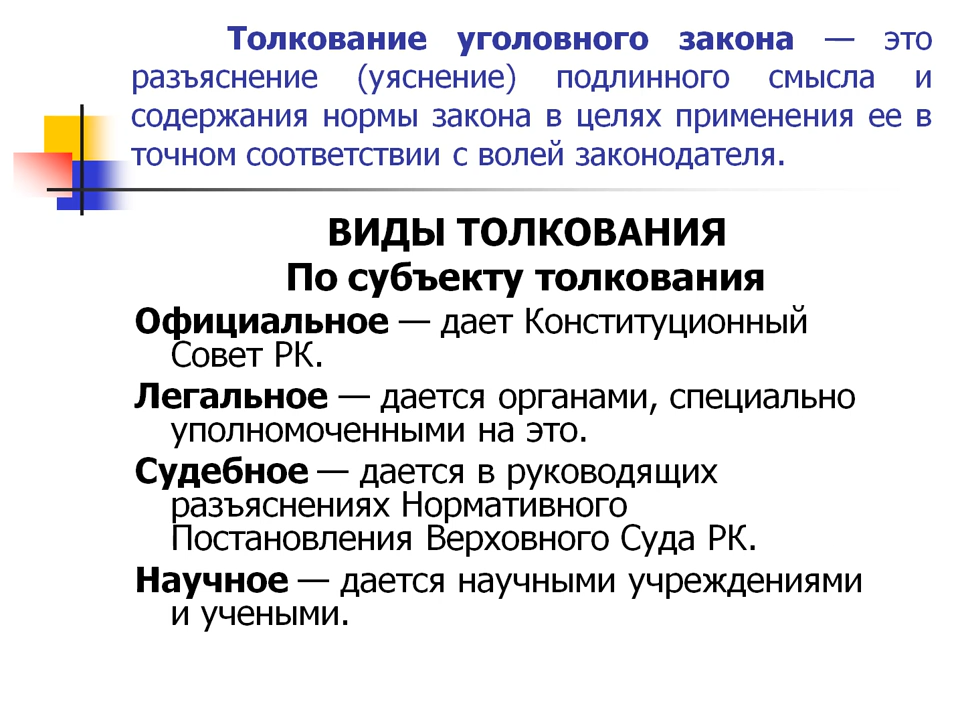 Толкование уголовного закона — это
разъяснение (уяснение) подлинного смысла и
содержания нормы закона в целях применения ее в
точном соответствии с волей законодателя.
ВИДЫ ТОЛКОВАНИЯ
По субъекту толкования
Официальное — дает Конституционный
Совет РК.
Легальное — дается органами, специально
уполномоченными на это.
Судебное — дается в руководящих
разъяснениях Нормативного
Постановления Верховного Суда РК.
Научное — дается научными учреждениями
и учеными.